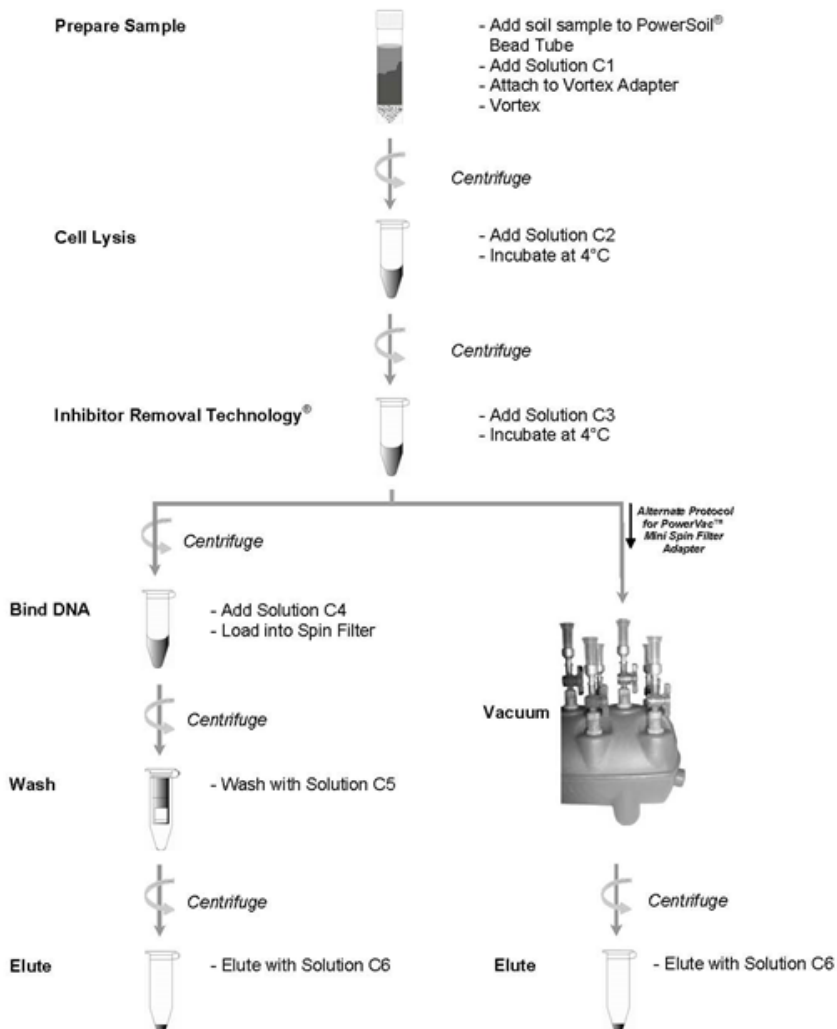 Prepare Sample
- Add soil sample to PowerSoil®
Bead Tube
- Add Solution C1
- Attach to Vortex Adapter
- Vortex
Centrifuge
Cell Lysis
- Add Solution C2
- Incubate at 4°C
Centrifuge
Inhibitor Removal Technology®
- Add Solution C3
- Incubate at 4°C
Centrifuge
Alternate Protocol
for PowerVac™
Mini Spin Filter
Adapter
Bind DNA
- Add Solution C4
- Load into Spin Filter
Centrifuge
Vacuum
Wash
- Wash with Solution C5
Centrifuge
Centrifuge
Elute
- Elute with Solution C6
Elute
- Elute with Solution C6